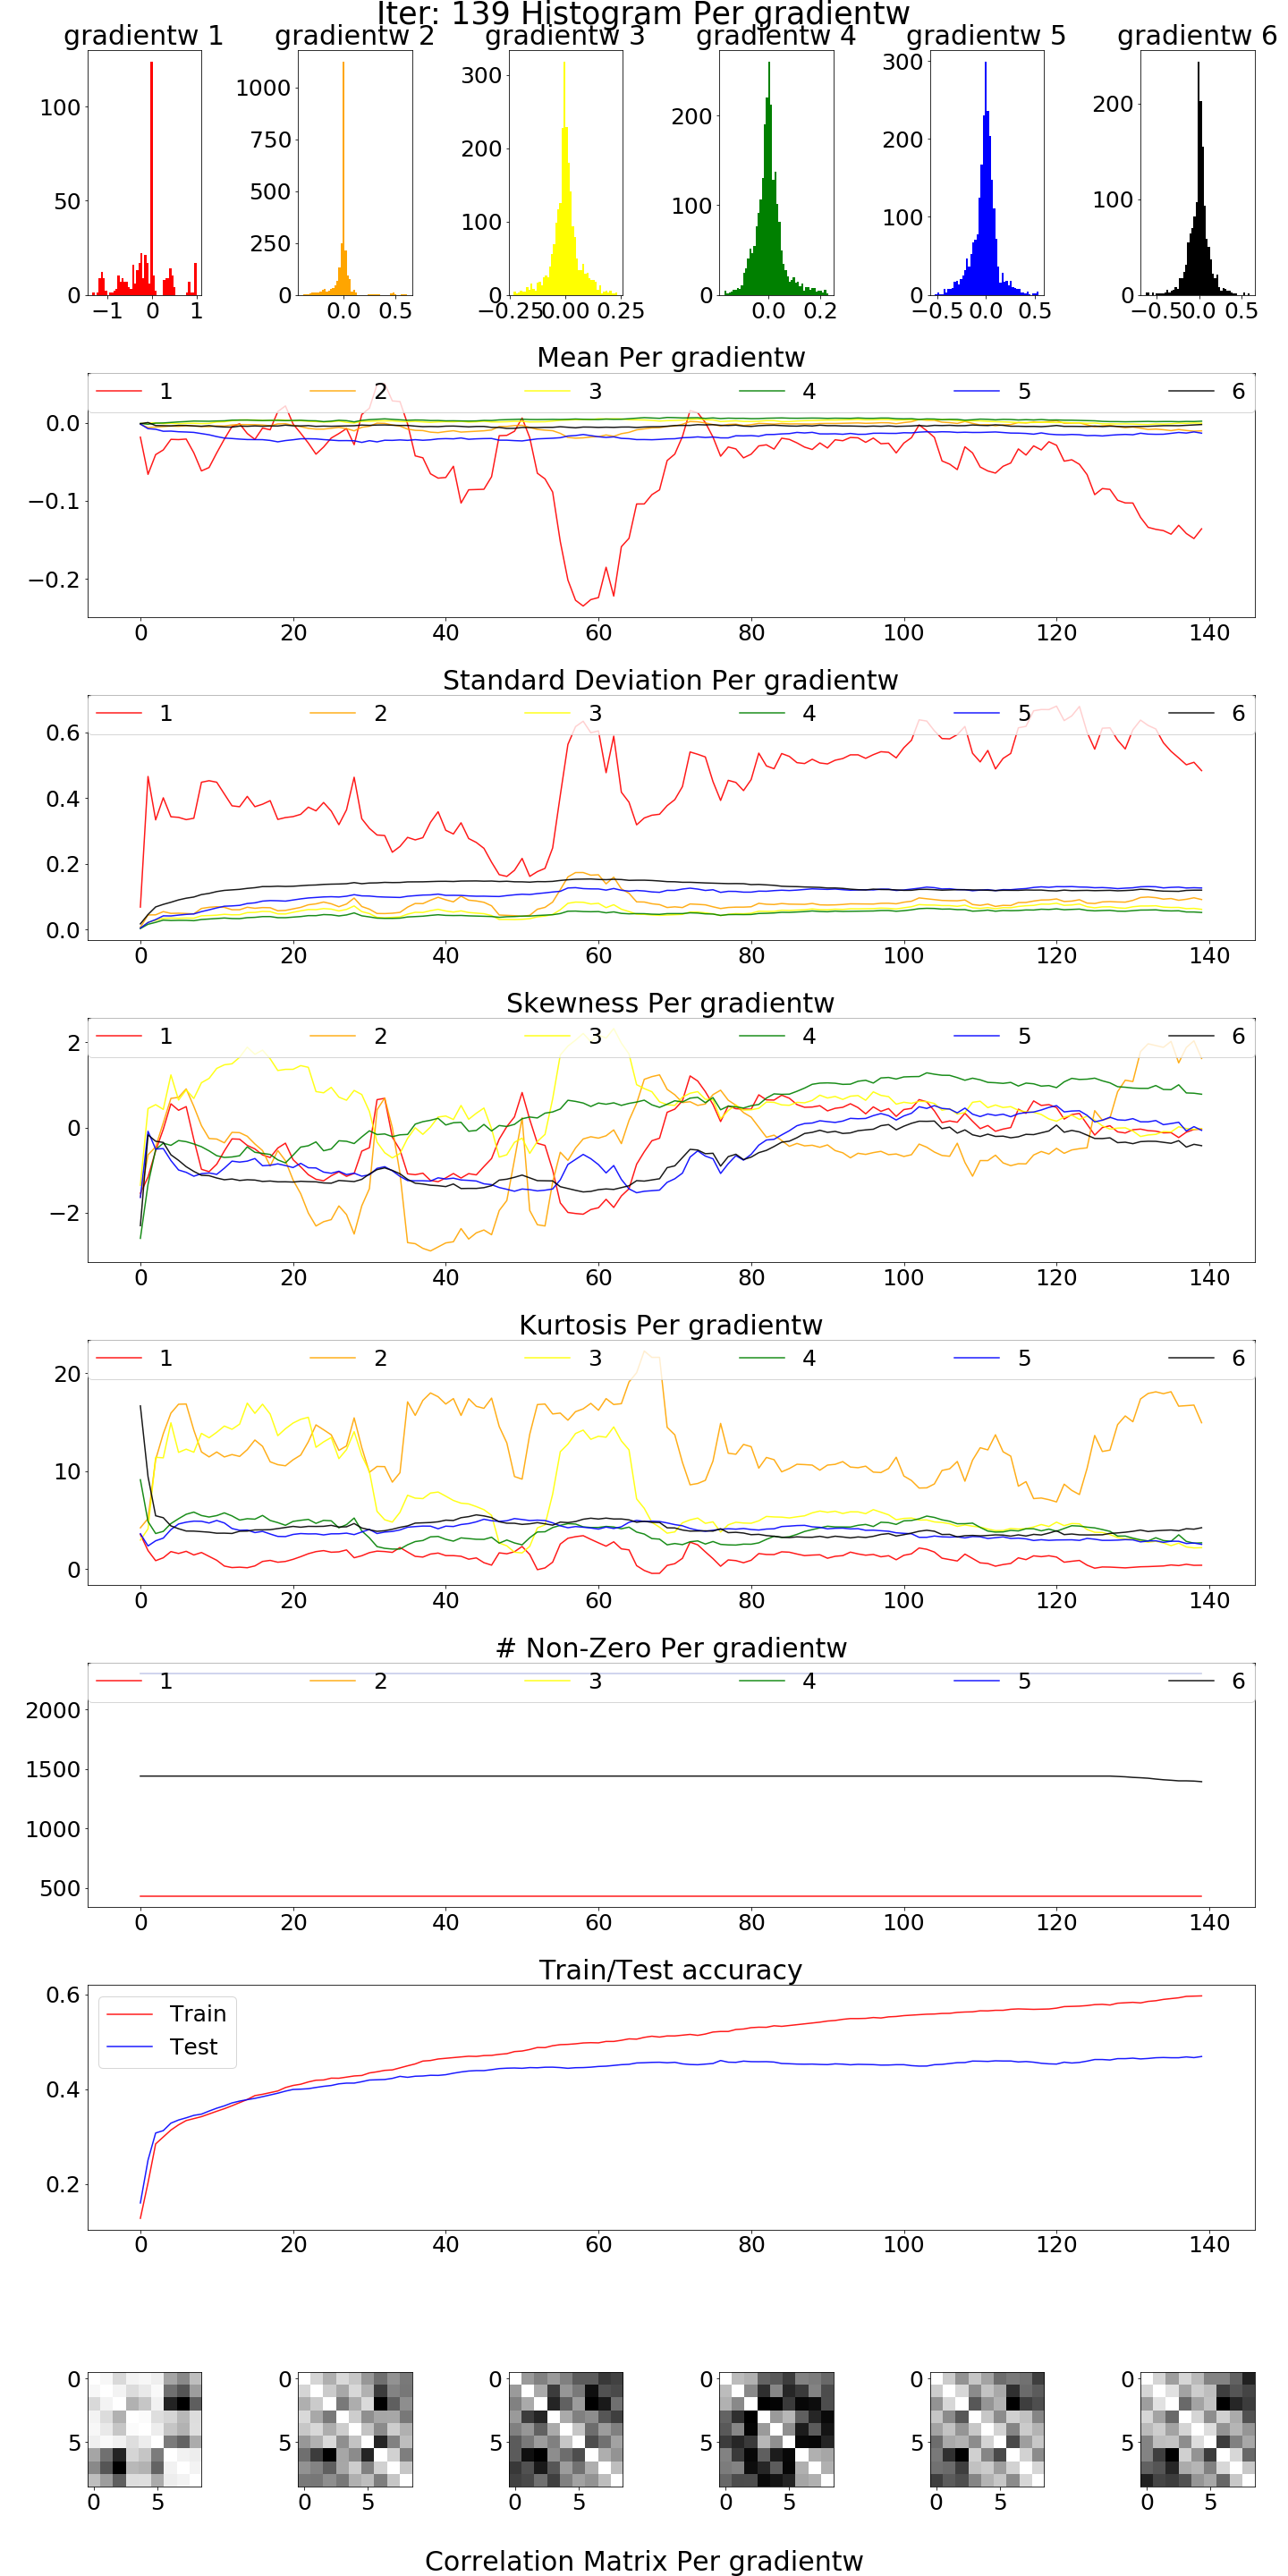 Iter: 139 Histogram Per gradientw
gradientw 1 gradientw 2 gradientw 3 gradientw 4 gradientw 5 gradientw 6
100
50
0
−1 0 1
1000
750
500
250
0
0.0 0.5
300
200
100
0
−0.25 0.00 0.25
200
100
0
0.0 0.2
300
200
100
0
−0.5 0.0 0.5
200
100
0
−0.5 0.0 0.5
Mean Per gradientw
1 2 3 4 5 6
0.0
−0.1
−0.2
0 20 40 60 80 100 120 140
Standard Deviation Per gradientw
1 2 3 4 5 6
0.6
0.4
0.2
0.0
0 20 40 60 80 100 120 140
Skewness Per gradientw
1 2 3 4 5 6
2
0
−2
0 20 40 60 80 100 120 140
Kurtosis Per gradientw
1 2 3 4 5 6
20
10
0
0 20 40 60 80 100 120 140
# Non-Zero Per gradientw
1 2 3 4 5 6
2000
1500
1000
500
0 20 40 60 80 100 120 140
Train/Test accuracy
Train
Test
0.6
0.4
0.2
0 20 40 60 80 100 120 140
0
5
0 5
0
5
0 5
0
5
0 5
0
5
0 5
0
5
0 5
0
5
0 5
Correlation Matrix Per gradientw